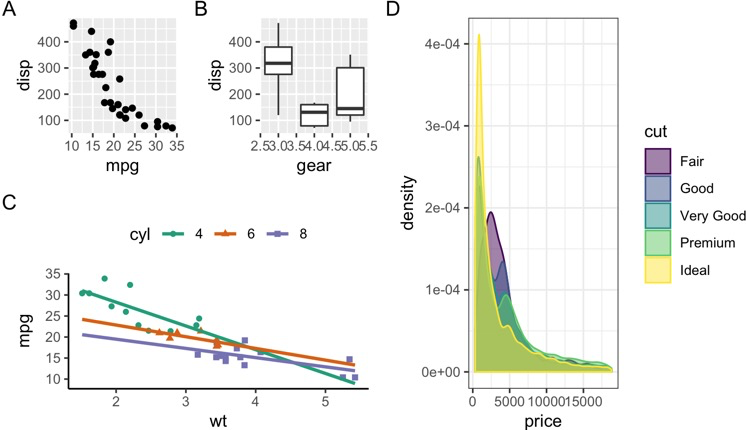 A
disp
400
300
200
100
10 15 20 25 30 35
mpg
B
disp
400
300
200
100
2.53.03.54.04.55.05.5
gear
C
cyl 4 6 8
mpg
35
30
25
20
15
10
2 3 4 5
wt
D
density
4e-04
3e-04
2e-04
1e-04
0e+00
0 5000 10000 15000
price
cut
Fair
Good
Very Good
Premium
Ideal